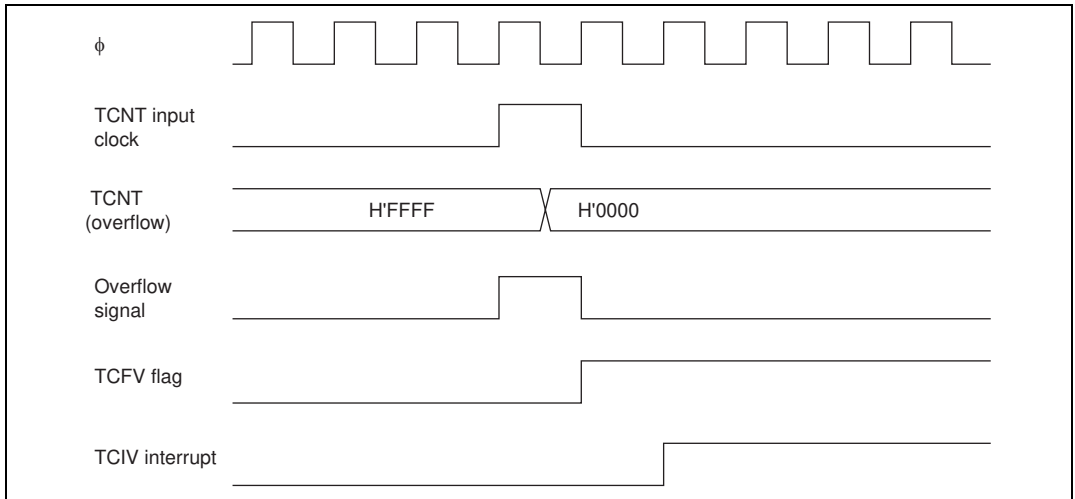 ϕ
TCNT input
clock
TCNT
(overflow)
H'FFFF
H'0000
Overflow
signal
TCFV flag
TCIV interrupt